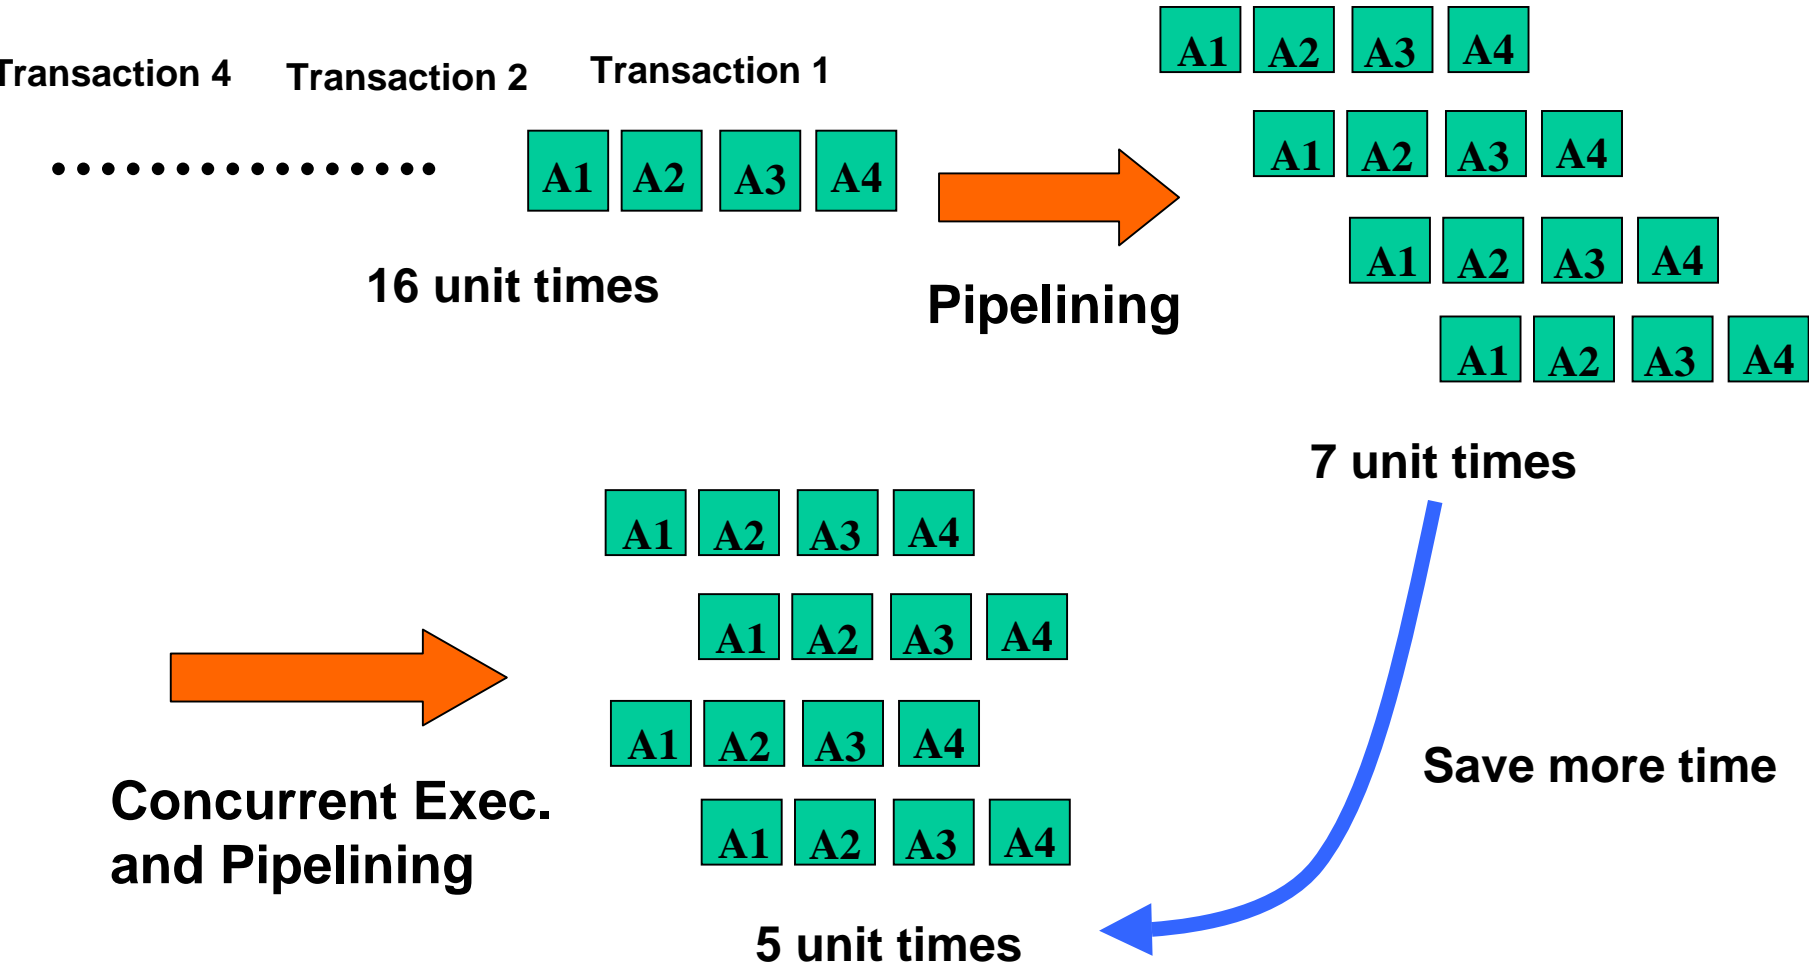 Transaction 4 Transaction 2 Transaction 1
A1 A2 A3 A4
16 unit times
Pipelining
A1 A2 A3 A4
A1 A2 A3 A4
A1 A2 A3 A4
A1 A2 A3 A4
7 unit times
Save more time
Concurrent Exec.
and Pipelining
A1 A2 A3 A4
A1 A2 A3 A4
A1 A2 A3 A4
A1 A2 A3 A4
5 unit times